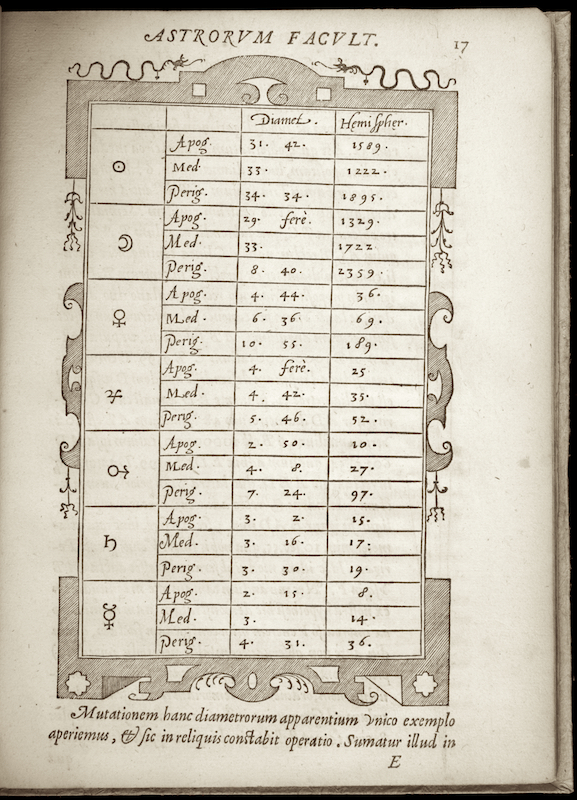 ASTRORVM FACVLT. 17
Diamet. Hemispher.
☉ Apog. 31. 42. 1589.
Med. 33. 1222.
Perig. 34. 34. 1895.
☽ Apog. 29. ferè. 1329.
Med. 33. 1722.
Perig. 8. 40. 2359.
♀ Apog. 4. 44. 36.
Med. 6. 36. 69.
Perig. 10. 55. 189.
♃ Apog. 4. ferè. 25
Med. 4. 42. 35.
Perig. 5. 46. 52.
♂ Apog. 2. 50. 10.
Med. 4. 8. 27.
Perig. 7. 24. 97.
♄ Apog. 3. 2. 15.
Med. 3. 16. 17.
Perig. 3. 30. 19.
☿ Apog. 2. 15. 8.
Med. 3. 14.
Perig. 4. 31. 36.
Mutationem hanc diametrorum apparentium vnico exemplo
aperiemus, & sic in reliquis constabit operatio. Sumatur illud in
E